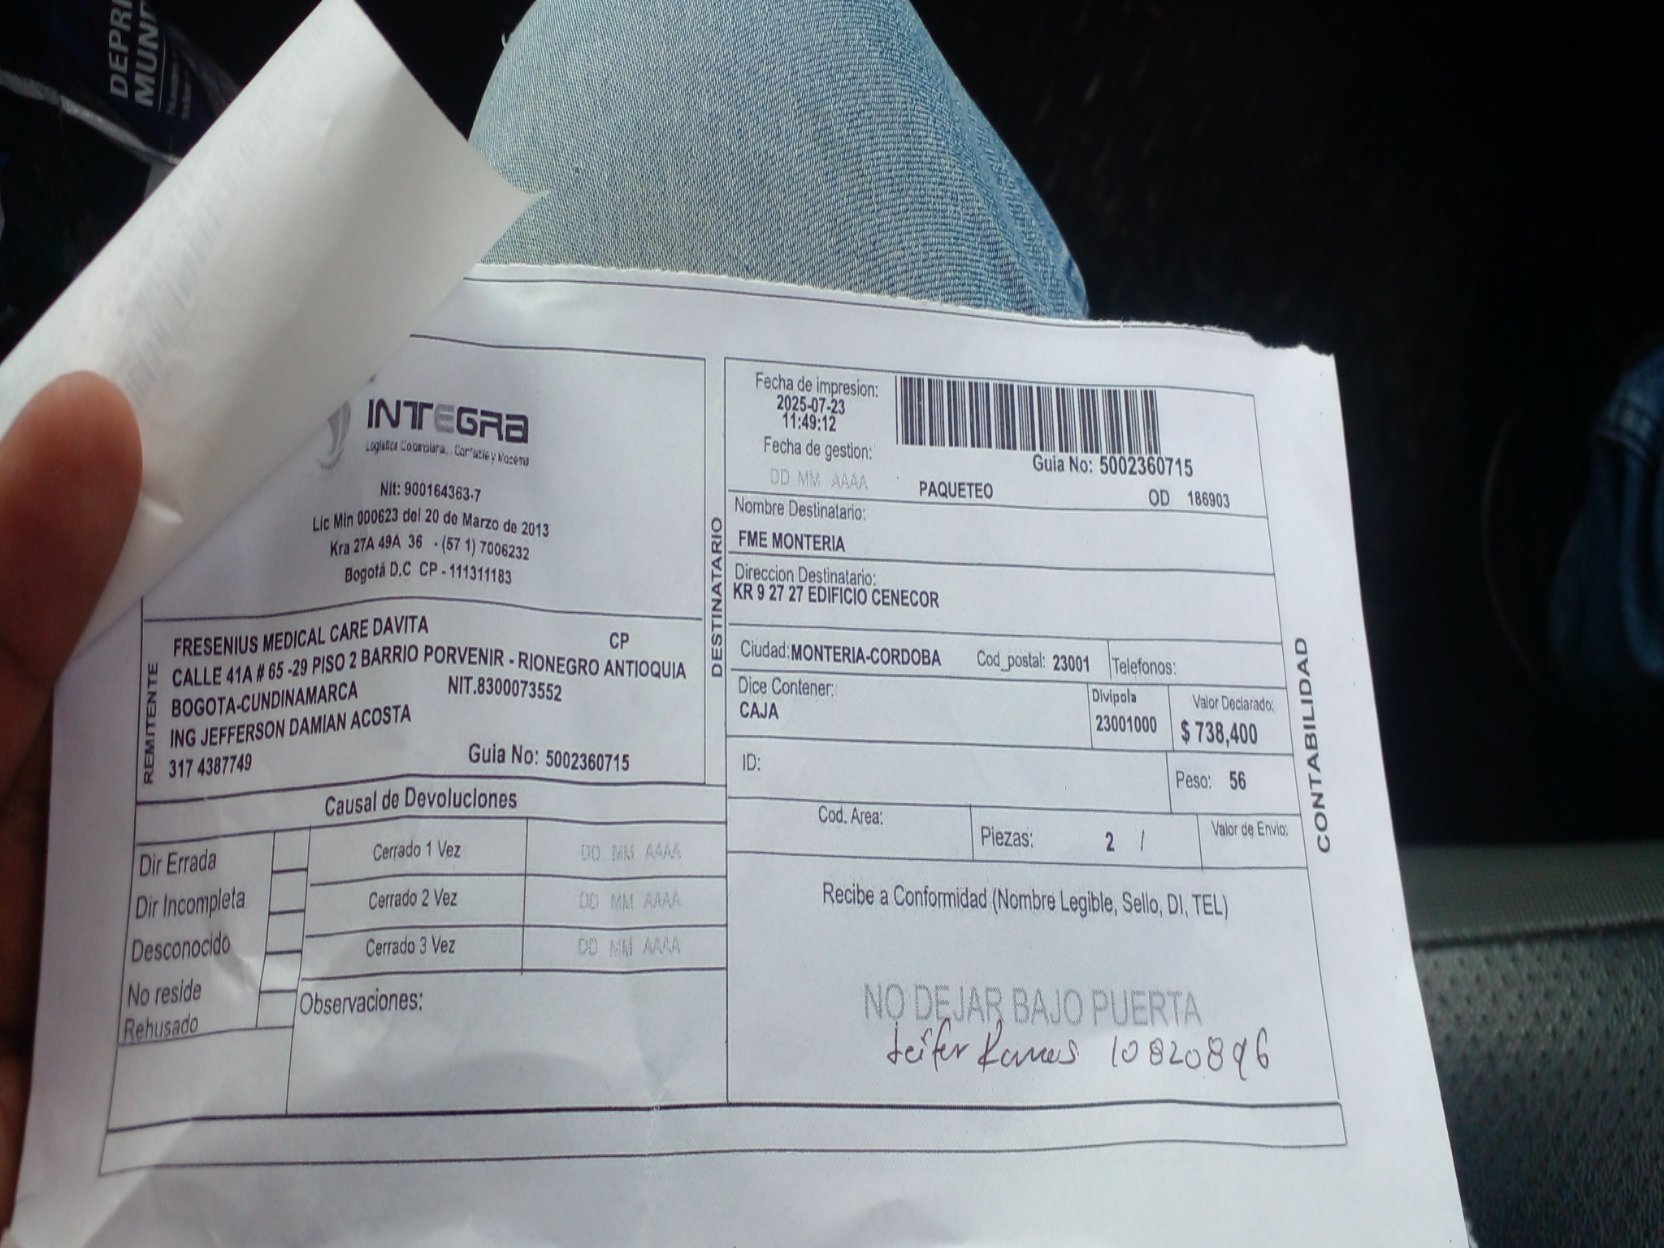 DEPRI
MUN
INTEGRA
Nit: 900164363-7
Lic Min 000623 del 20 de Marzo de 2013
Kra 27A 49A 36 - (57 1) 7006232
Bogotá D.C CP - 111311183
REMITENTE
FRESENIUS MEDICAL CARE DAVITA CP
CALLE 41A # 65 -29 PISO 2 BARRIO PORVENIR - RIONEGRO ANTIOQUIA
BOGOTA-CUNDINAMARCA NIT.8300073552
ING JEFFERSON DAMIAN ACOSTA
317 4387749 Guia No: 5002360715
Causal de Devoluciones
Dir Errada
Dir Incompleta
Desconocido
No reside
Rehusado
Cerrado 1 Vez DD MM AAAA
Cerrado 2 Vez DD MM AAAA
Cerrado 3 Vez DD MM AAAA
Observaciones:
DESTINATARIO
Fecha de impresion:
2025-07-23
11:49:12
Fecha de gestion:
DD MM AAAA
Guia No: 5002360715
PAQUETEO OD 186903
Nombre Destinatario:
FME MONTERIA
Direccion Destinatario:
KR 9 27 27 EDIFICIO CENECOR
Ciudad:MONTERIA-CORDOBA Cod_postal: 23001 Telefonos:
Dice Contener:
CAJA
Divipola
23001000
Valor Declarado:
$ 738,400
ID:
Peso: 56
Cod. Area:
Piezas: 2 /
Valor de Envio:
Recibe a Conformidad (Nombre Legible, Sello, DI, TEL)
NO DEJAR BAJO PUERTA
10820896
CONTABILIDAD